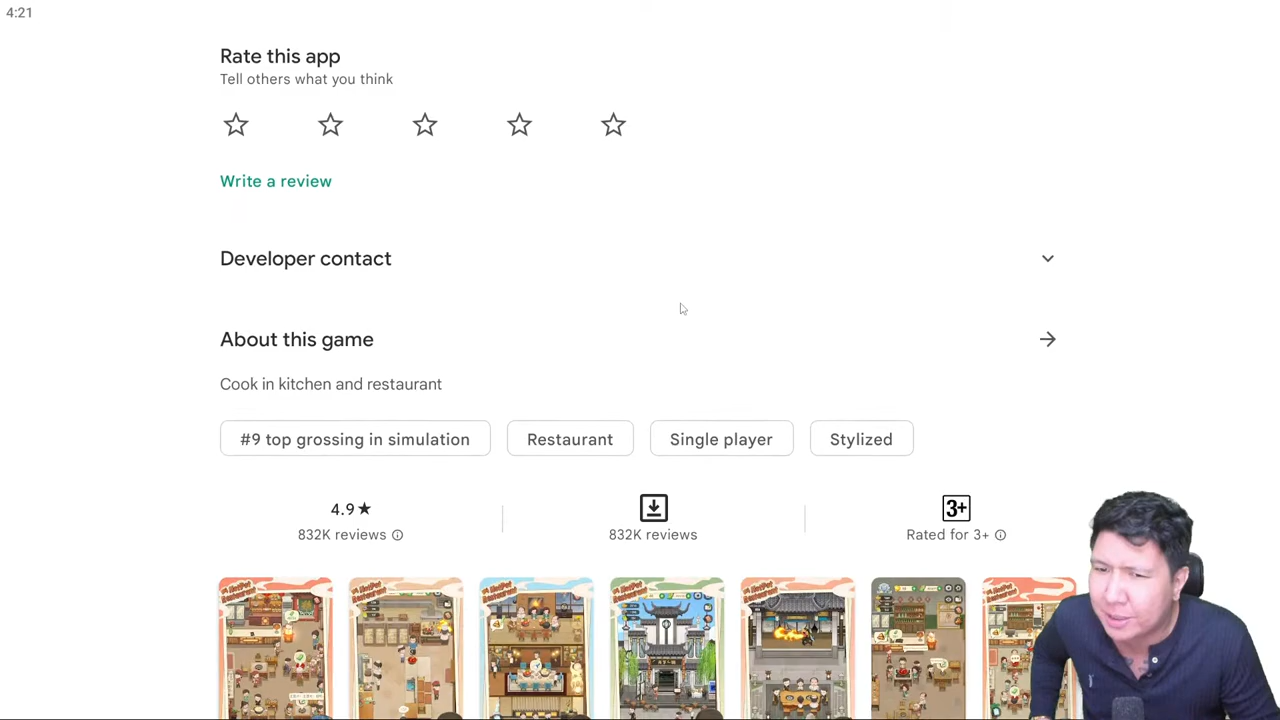 4:21
Rate this app
Tell others what you think
Write a review
Developer contact
About this game
Cook in kitchen and restaurant
#9 top grossing in simulation
Restaurant
Single player
Stylized
4.9★
832K reviews
832K reviews
3+
Rated for 3+